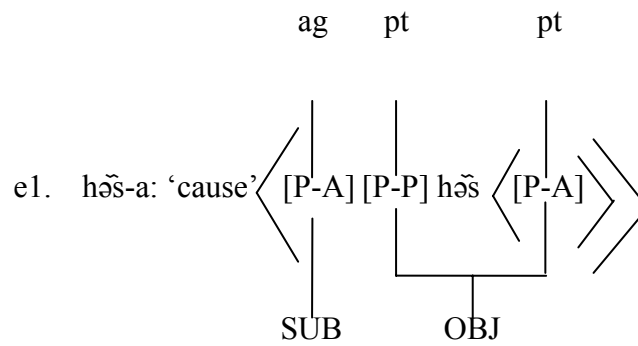 ag pt pt
e1. hə̃s-a: ‘cause’ [P-A] [P-P] hə̃s [P-A]
SUB OBJ